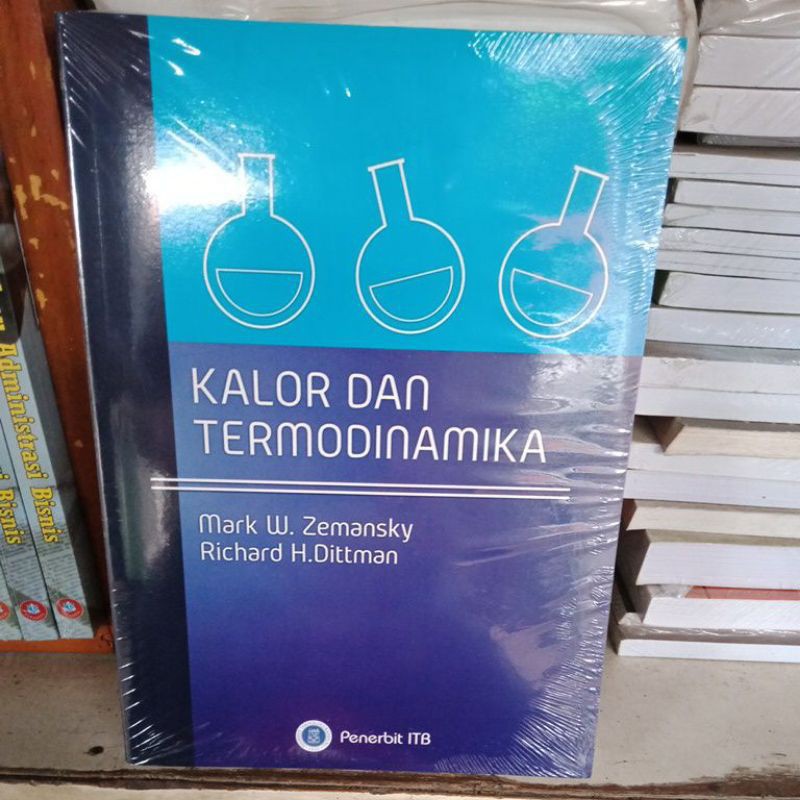 KALOR DAN
TERMODINAMIKA
Mark W. Zemansky
Richard H.Dittman
Penerbit ITB
Administrasi Bisnis
Bisnis